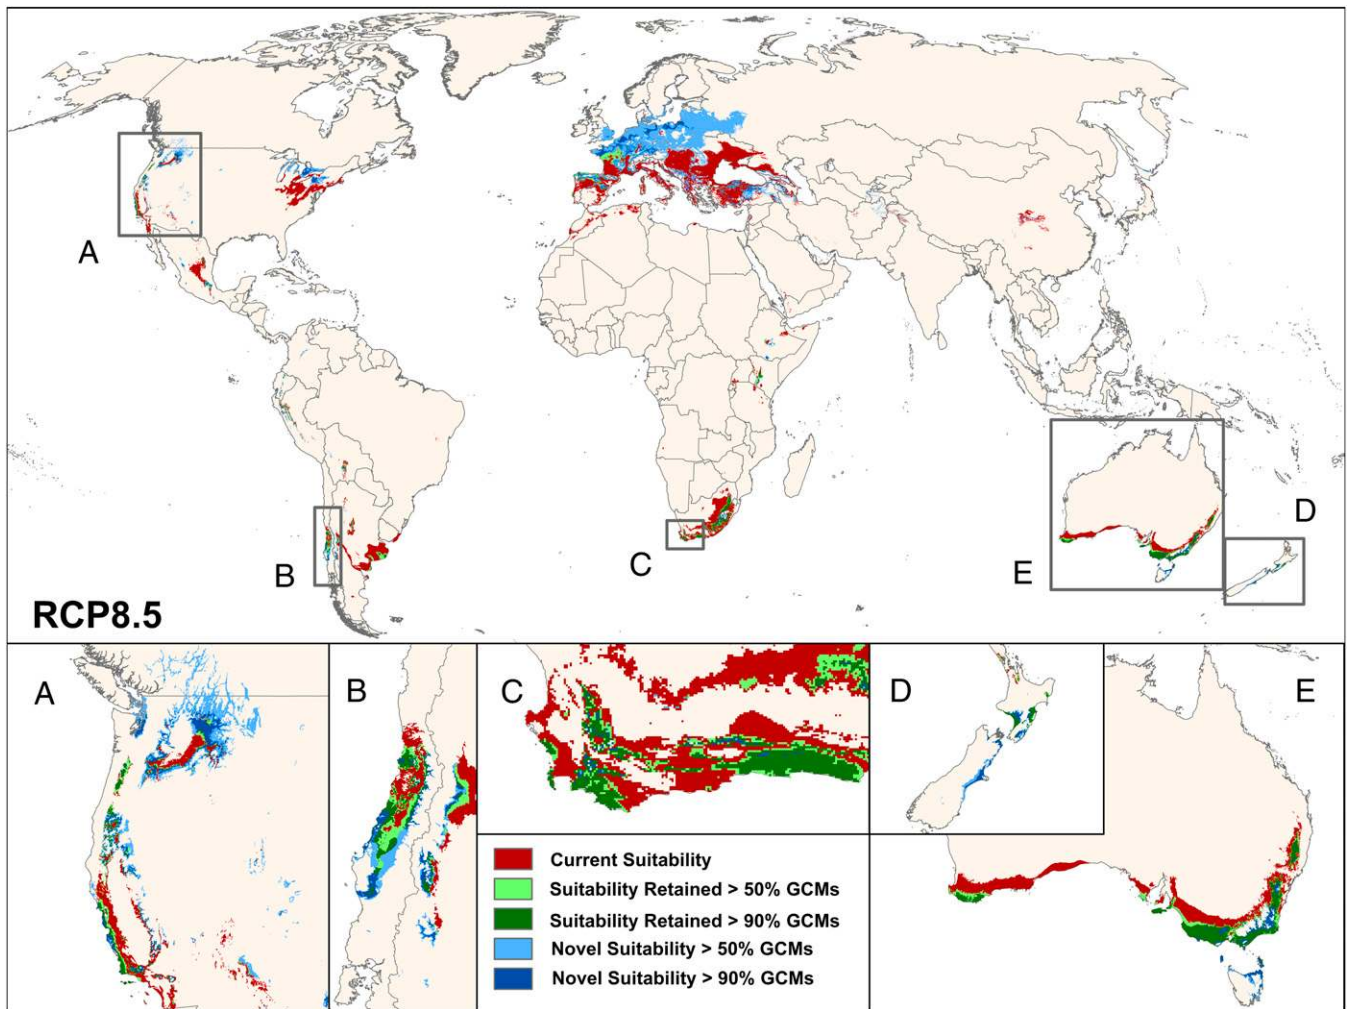 A
B
C
D
E
RCP8.5
A
B
C
D
E
Current Suitability
Suitability Retained > 50% GCMs
Suitability Retained > 90% GCMs
Novel Suitability > 50% GCMs
Novel Suitability > 90% GCMs